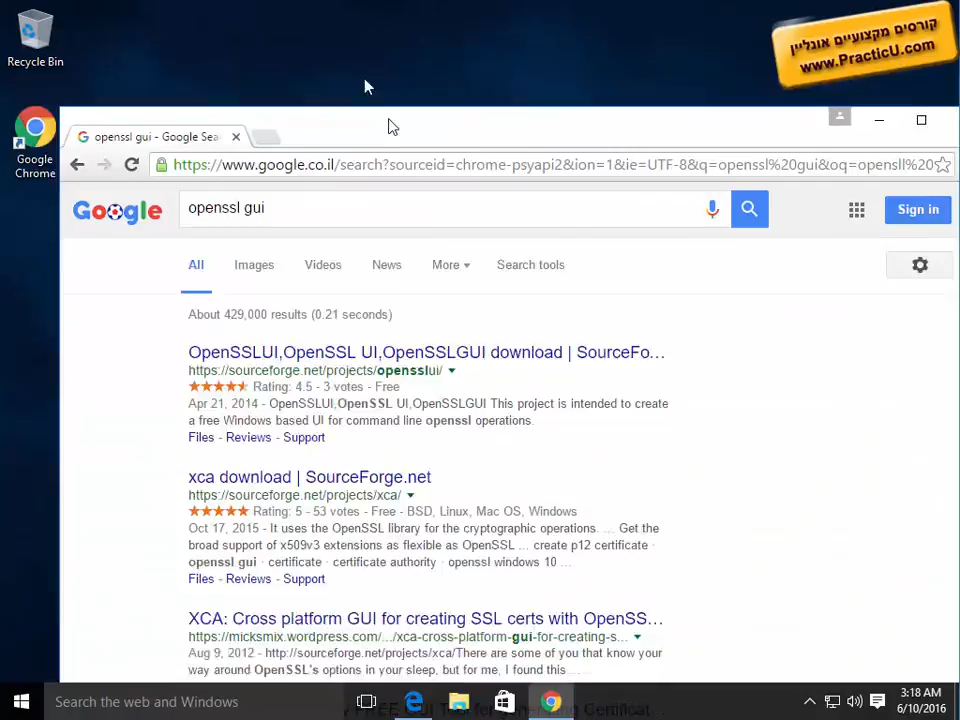 Recycle Bin
קורסים מקצועיים אונליין
www.PracticU.com
Google
Chrome
openssl gui - Google Sea
https://www.google.co.il/search?sourceid=chrome-psyapi2&ion=1&ie=UTF-8&q=openssl%20gui&oq=opensll%20
Google
openssl gui
Sign in
All
Images
Videos
News
More
Search tools
About 429,000 results (0.21 seconds)
OpenSSLUI,OpenSSL UI,OpenSSLGUI download | SourceFo...
https://sourceforge.net/projects/opensslui/
Rating: 4.5 - 3 votes - Free
Apr 21, 2014 - OpenSSLUI,OpenSSL UI,OpenSSLGUI This project is intended to create
a free Windows based UI for command line openssl operations.
Files - Reviews - Support
xca download | SourceForge.net
https://sourceforge.net/projects/xca/
Rating: 5 - 53 votes - Free - BSD, Linux, Mac OS, Windows
Oct 17, 2015 - It uses the OpenSSL library for the cryptographic operations. ... Get the
broad support of x509v3 extensions as flexible as OpenSSL ... create p12 certificate ·
openssl gui · certificate · certificate authority · openssl windows 10 ...
Files - Reviews - Support
XCA: Cross platform GUI for creating SSL certs with OpenSS...
https://micksmix.wordpress.com/.../xca-cross-platform-gui-for-creating-s...
Aug 9, 2012 - http://sourceforge.net/projects/xca/There are some of you that know your
way around OpenSSL's options in your sleep, but for me, I found this ...
Search the web and Windows
3:18 AM
6/10/2016